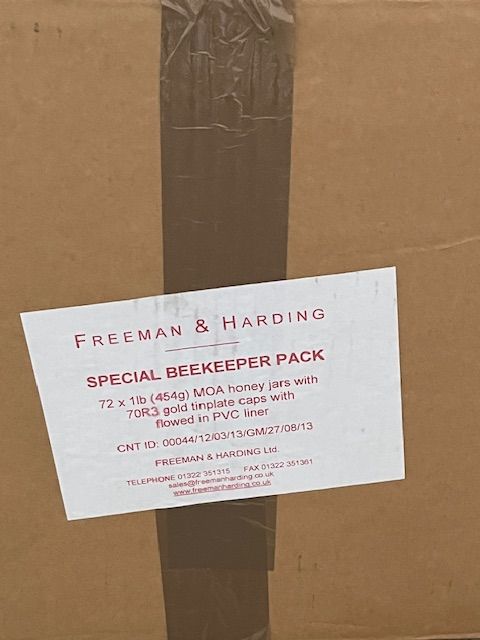 FREEMAN & HARDING
SPECIAL BEEKEEPER PACK
72 x 1lb (454g) MOA honey jars with
70R3 gold tinplate caps with
flowed in PVC liner
CNT ID: 00044/12/03/13/GM/27/08/13
FREEMAN & HARDING Ltd.
TELEPHONE 01322 351315 FAX 01322 351361
sales@freemanharding.co.uk
www.freemanharding.co.uk